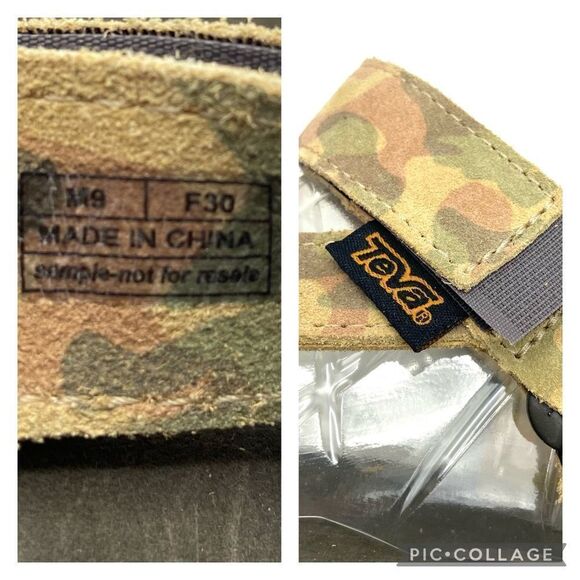 M9 F30
MADE IN CHINA
sample-not for resale
Teva®
PIC•COLLAGE